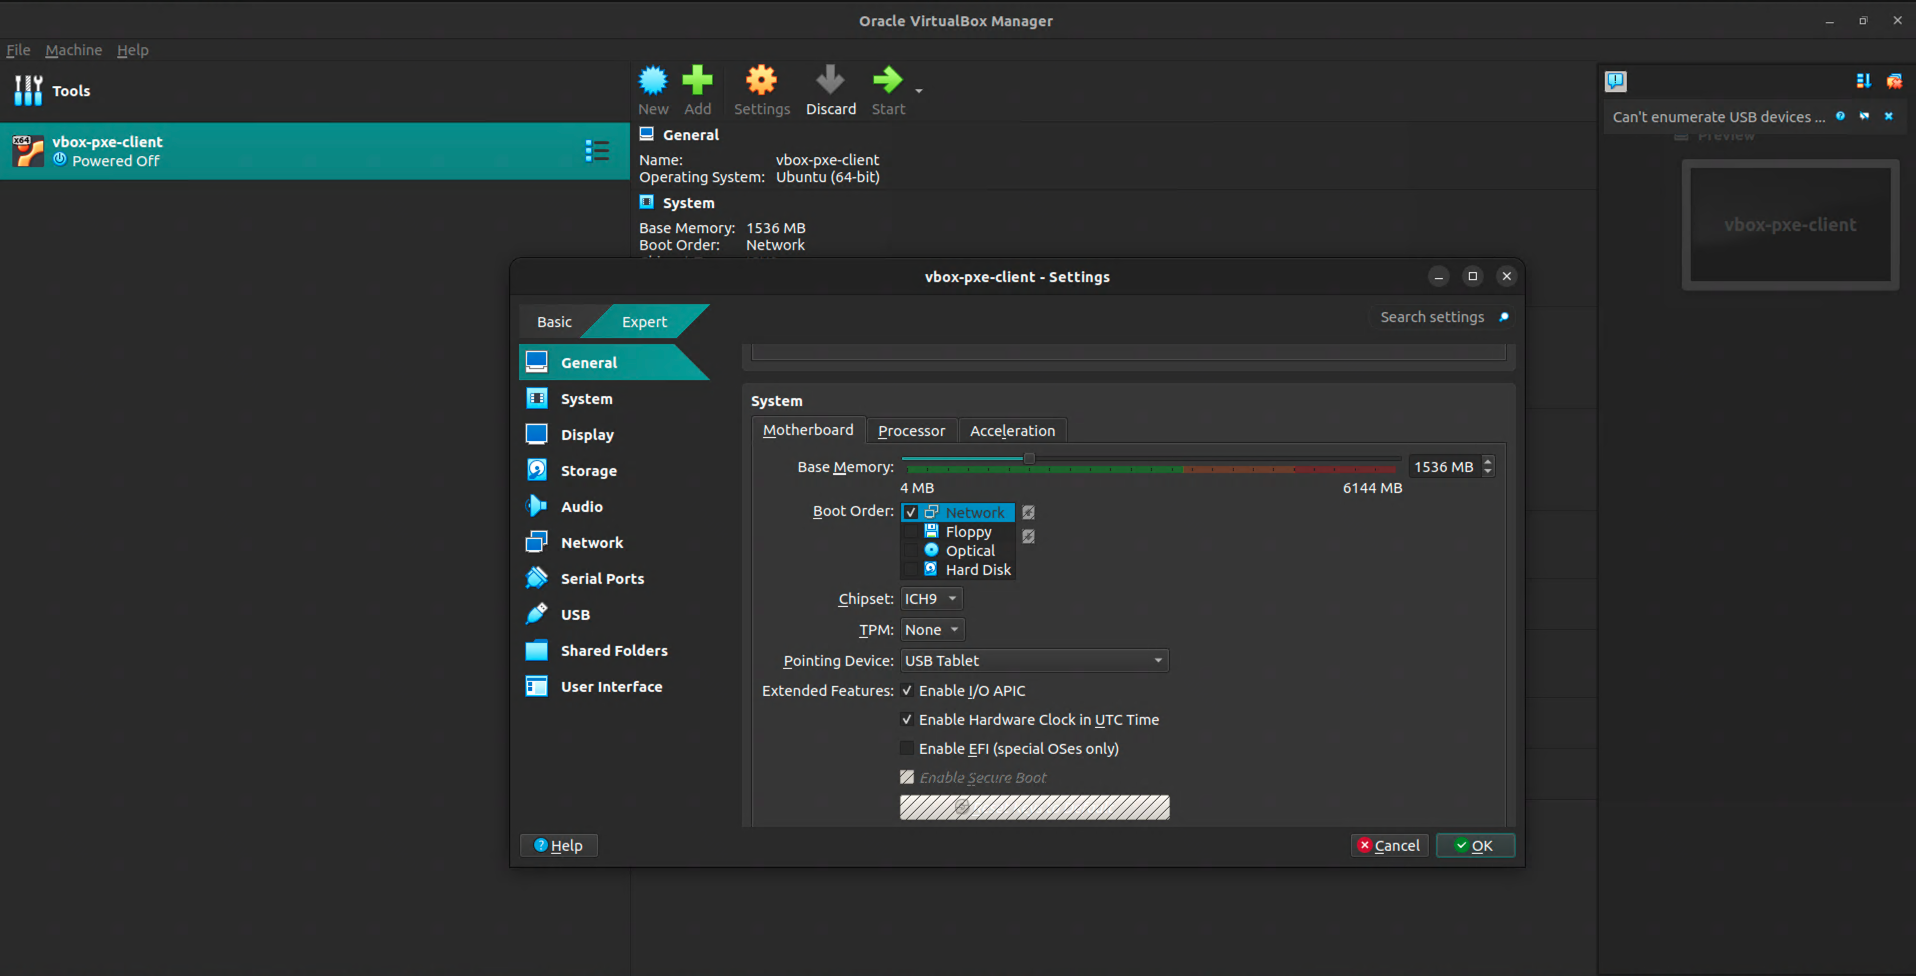 Oracle VirtualBox Manager
File Machine Help
Tools
New Add Settings Discard Start
x64
vbox-pxe-client
Powered Off
General
Name: vbox-pxe-client
Operating System: Ubuntu (64-bit)
System
Base Memory: 1536 MB
Boot Order: Network
Can't enumerate USB devices ...
Preview
vbox-pxe-client
vbox-pxe-client - Settings
Basic Expert
Search settings
General
System
Display
Storage
Audio
Network
Serial Ports
USB
Shared Folders
User Interface
System
Motherboard Processor Acceleration
Base Memory: 1536 MB
4 MB 6144 MB
Boot Order: Network
Floppy
Optical
Hard Disk
Chipset: ICH9
TPM: None
Pointing Device: USB Tablet
Extended Features: Enable I/O APIC
Enable Hardware Clock in UTC Time
Enable EFI (special OSes only)
Enable Secure Boot
Help
Cancel OK